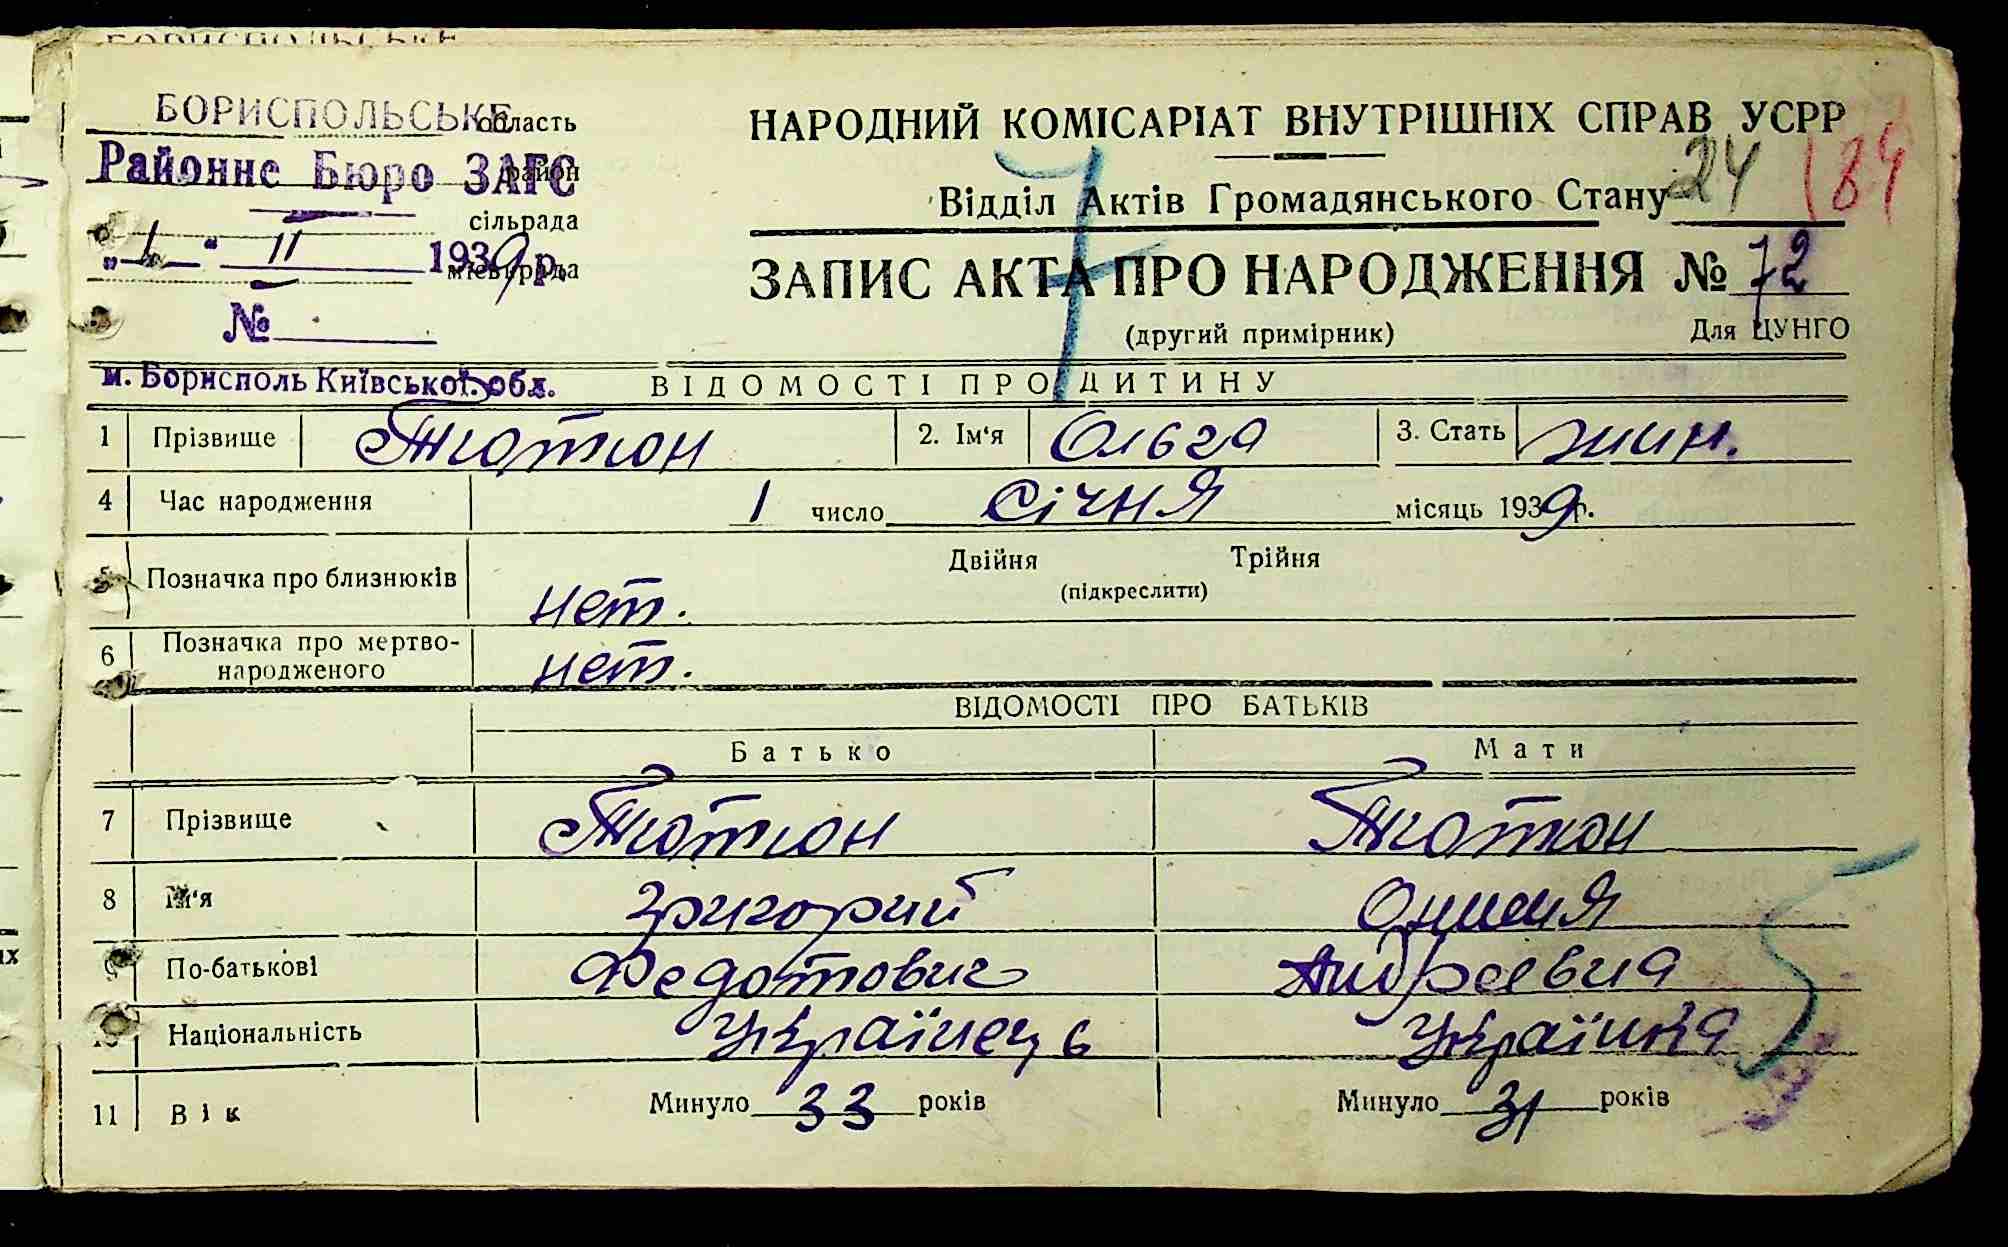 БОРИСПОЛЬСЬКЕ область
Районне Бюро ЗАГС район
сільрада
„1" II 1939 р. міськрада
№
м. Борисполь Київської обл.
НАРОДНИЙ КОМІСАРІАТ ВНУТРІШНІХ СПРАВ УСРР
Відділ Актів Громадянського Стану 24 184
7
ЗАПИС АКТА ПРО НАРОДЖЕННЯ № 72
(другий примірник) Для ЦУНГО
ВІДОМОСТІ ПРО ДИТИНУ
1 Прізвище Тютюн 2. Ім'я Ольга 3. Стать жин.
4 Час народження 1 число січня місяць 1939 р.
5 Позначка про близнюків нет. Двійня Трійня
(підкреслити)
6 Позначка про мертво-
народженого нет.
ВІДОМОСТІ ПРО БАТЬКІВ
Батько Мати
7 Прізвище Тютюн Тютюн
8 Ім'я Григорий
9 По-батькові Федотович Андреевна
10 Національність Українець Українка
11 Вік Минуло 33 років Минуло 31 років